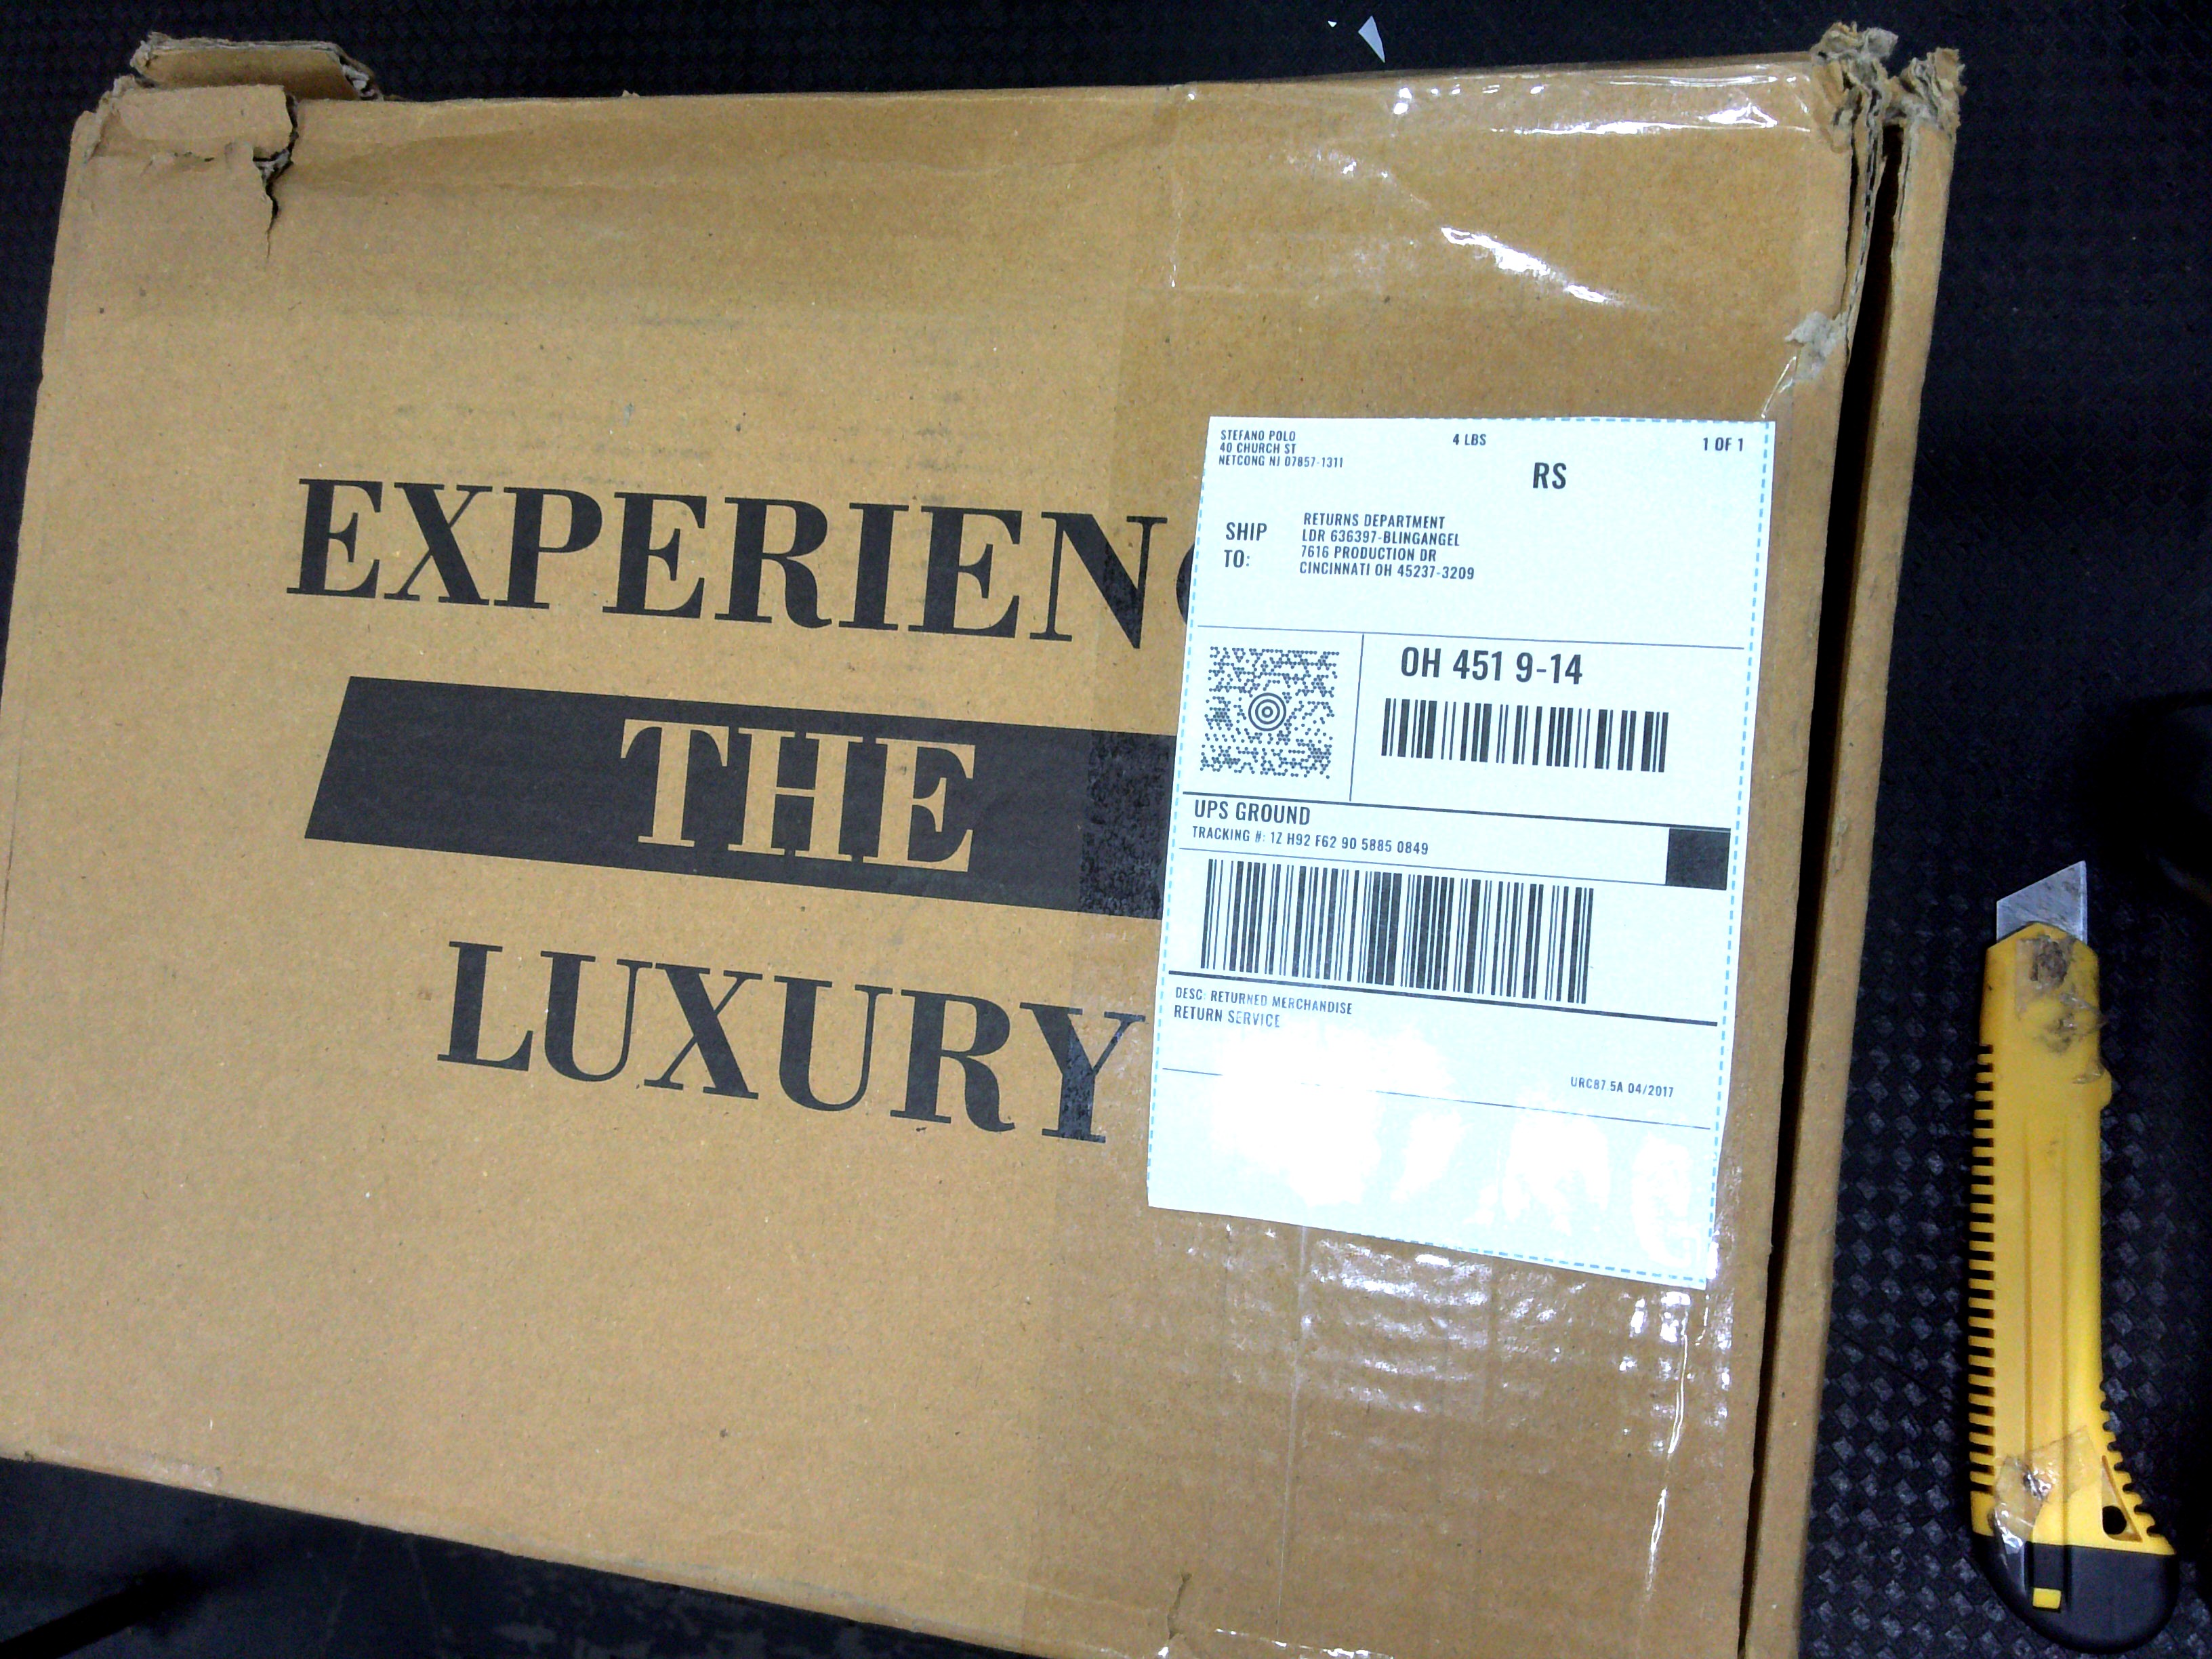 EXPERIENC
THE
LUXURY
STEFANO POLO
40 CHURCH ST
NETCONG NJ 07857-1311
4 LBS
1 OF 1
RS
SHIP
TO:
RETURNS DEPARTMENT
LDR 636397-BLINGANGEL
7616 PRODUCTION DR
CINCINNATI OH 45237-3209
OH 451 9-14
UPS GROUND
TRACKING #: 1Z H92 F62 90 5885 0849
DESC: RETURNED MERCHANDISE
RETURN SERVICE
URC87.5A 04/2017